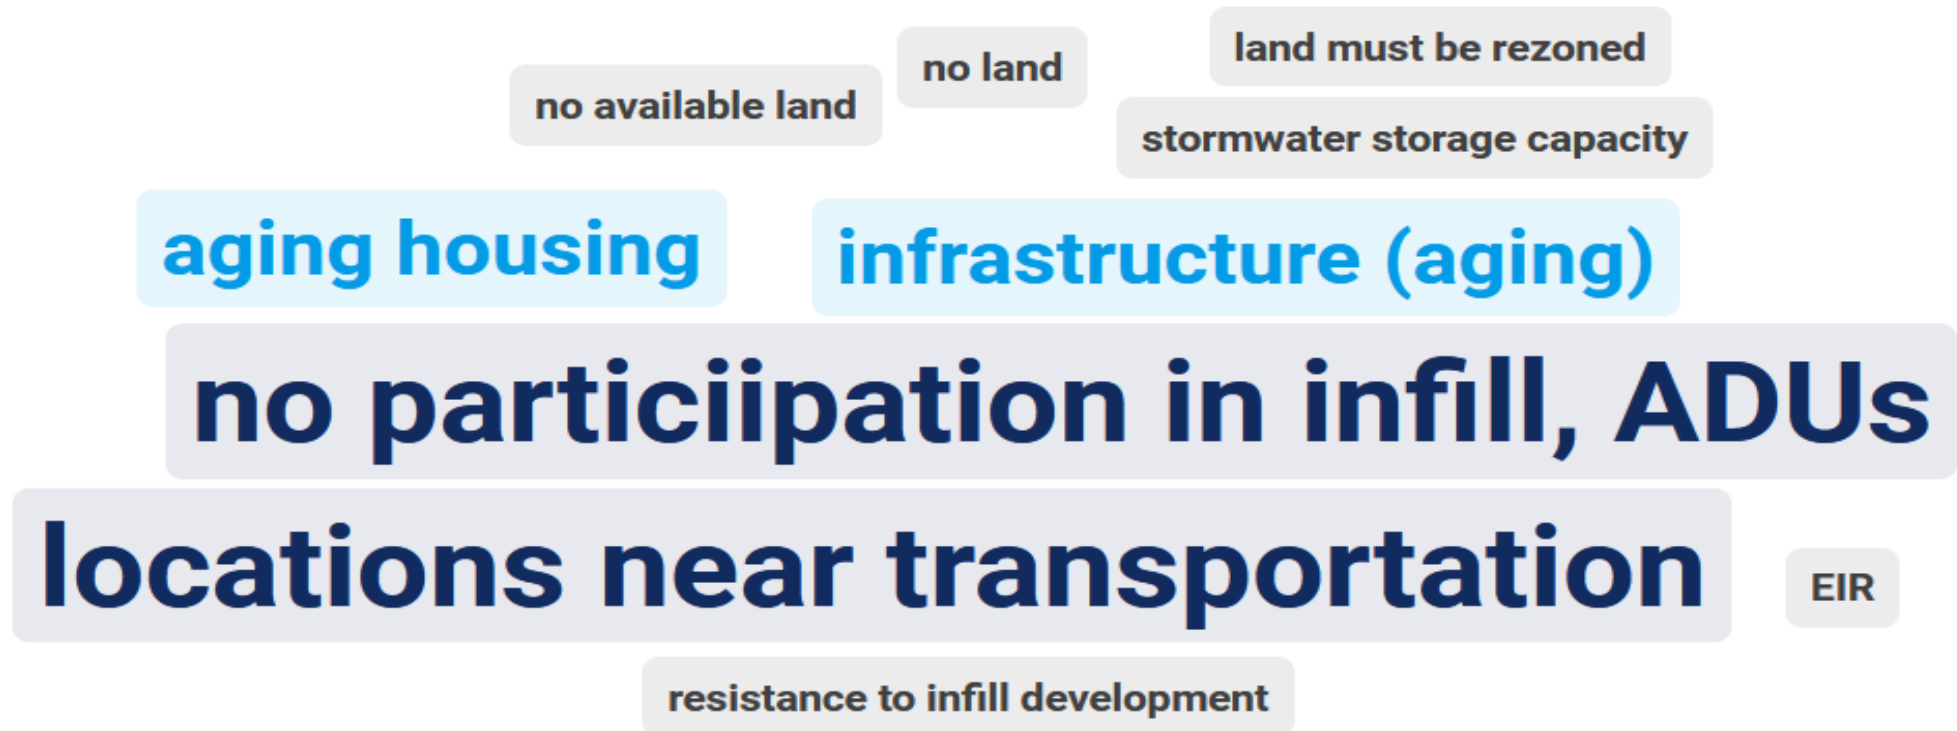 land must be rezoned
no land
no available land
stormwater storage capacity
aging housing
infrastructure (aging)
no particiipation in infill, ADUs
locations near transportation
EIR
resistance to infill development